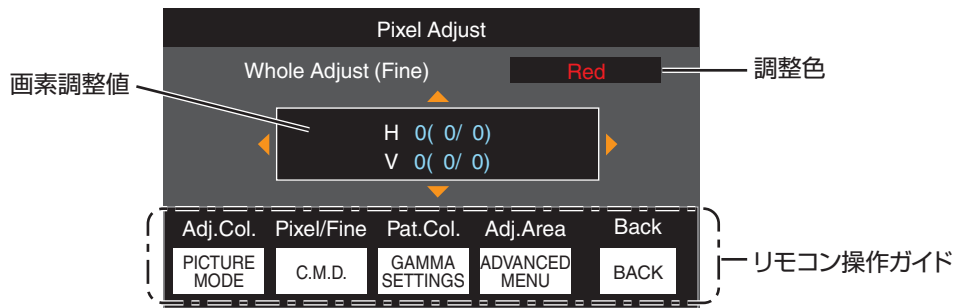 Pixel Adjust
Whole Adjust (Fine) Red
調整色
画素調整値
H 0( 0/ 0)
V 0( 0/ 0)
Adj.Col. Pixel/Fine Pat.Col. Adj.Area Back
PICTURE MODE C.M.D. GAMMA SETTINGS ADVANCED MENU BACK
リモコン操作ガイド